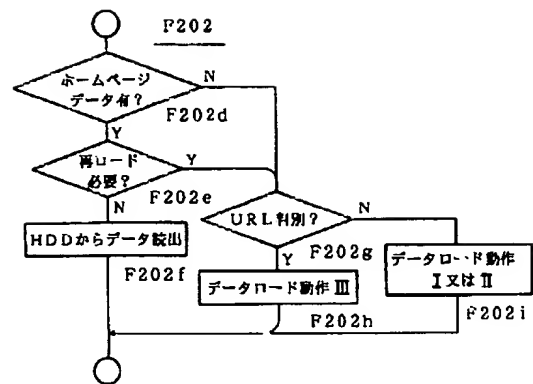 F202
ホームページ
データ有？
N
F202d
Y
再ロード
必要？
Y
F202e
N
URL判別？
N
HDDからデータ読出
F202g
Y
データロード動作
I又はII
F202f
データロード動作III
F202h
F202i